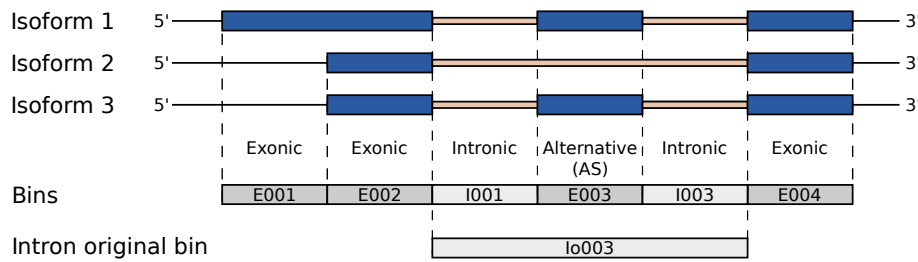 Isoform 1 5' 3'
Isoform 2 5' 3'
Isoform 3 5' 3'
Exonic Exonic Intronic Alternative (AS) Intronic Exonic
Bins E001 E002 I001 E003 I003 E004
Intron original bin Io003